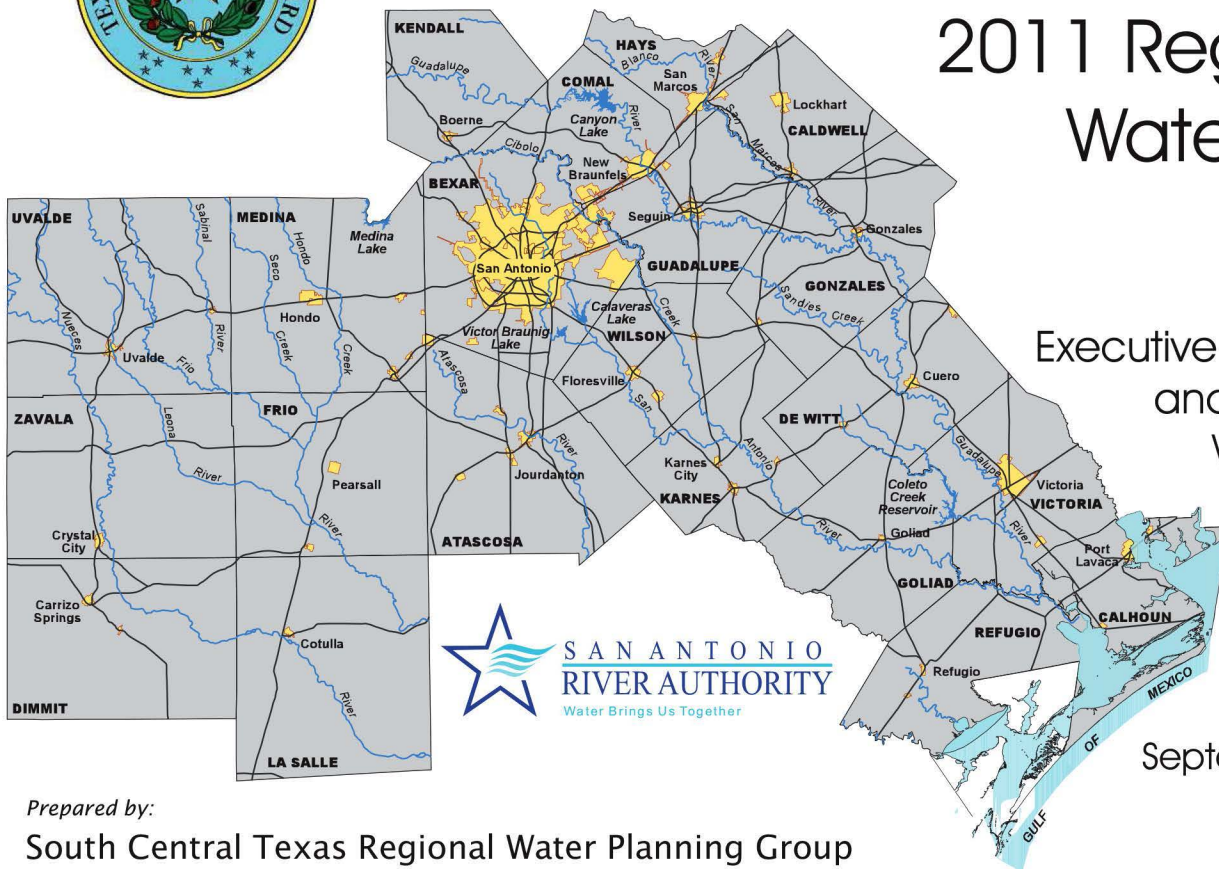 TE
ARD
2011 Reg
Wate
Executive
and
Septe
KENDALL
Guadalupe
HAYS
Blanco
River
San
Marcos
COMAL
Canyon
Lake
River
San
Marcos
River
Lockhart
CALDWELL
Boerne
Cibolo
New
Braunfels
BEXAR
Seguin
Gonzales
UVALDE
Sabinal
River
MEDINA
Hondo
Creek
Seco
Creek
Medina
Lake
San Antonio
GUADALUPE
GONZALES
Sandies Creek
Nueces
Uvalde
Frio
Hondo
Victor Braunig
Lake
Calaveras
Lake
WILSON
Creek
Atascosa
River
Floresville
San
Antonio
River
Cuero
ZAVALA
Leona
River
FRIO
Pearsall
River
Jourdanton
DE WITT
Karnes
City
KARNES
Guadalupe
River
Coleto
Creek
Reservoir
Victoria
VICTORIA
Crystal
City
ATASCOSA
Goliad
Port
Lavaca
GOLIAD
CALHOUN
Carrizo
Springs
Cotulla
River
REFUGIO
Refugio
DIMMIT
LA SALLE
GULF OF MEXICO
SAN ANTONIO
RIVER AUTHORITY
Water Brings Us Together
Prepared by:
South Central Texas Regional Water Planning Group